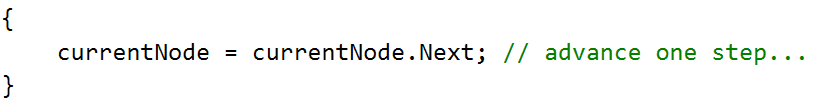 {
    currentNode = currentNode.Next; // advance one step...
}